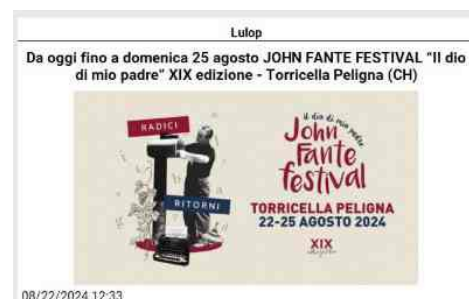 Lulop
Da oggi fino a domenica 25 agosto JOHN FANTE FESTIVAL "Il dio
di mio padre" XIX edizione - Torricella Peligna (CH)
RADICI
RITORNI
il dio di mio padre
John
Fante
festival
TORRICELLA PELIGNA
22-25 AGOSTO 2024
XIX
edizione
08/22/2024 12:33